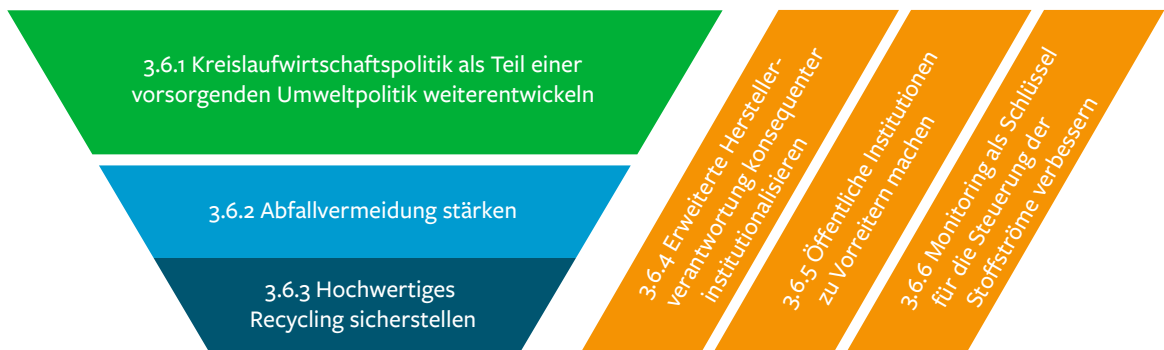 3.6.1 Kreislaufwirtschaftspolitik als Teil einer
vorsorgenden Umweltpolitik weiterentwickeln
3.6.2 Abfallvermeidung stärken
3.6.3 Hochwertiges
Recycling sicherstellen
3.6.4 Erweiterte Hersteller-
verantwortung konsequenter
institutionalisieren
3.6.5 Öffentliche Institutionen
zu Vorreitern machen
3.6.6 Monitoring als Schlüssel
für die Steuerung der
Stoffströme verbessern